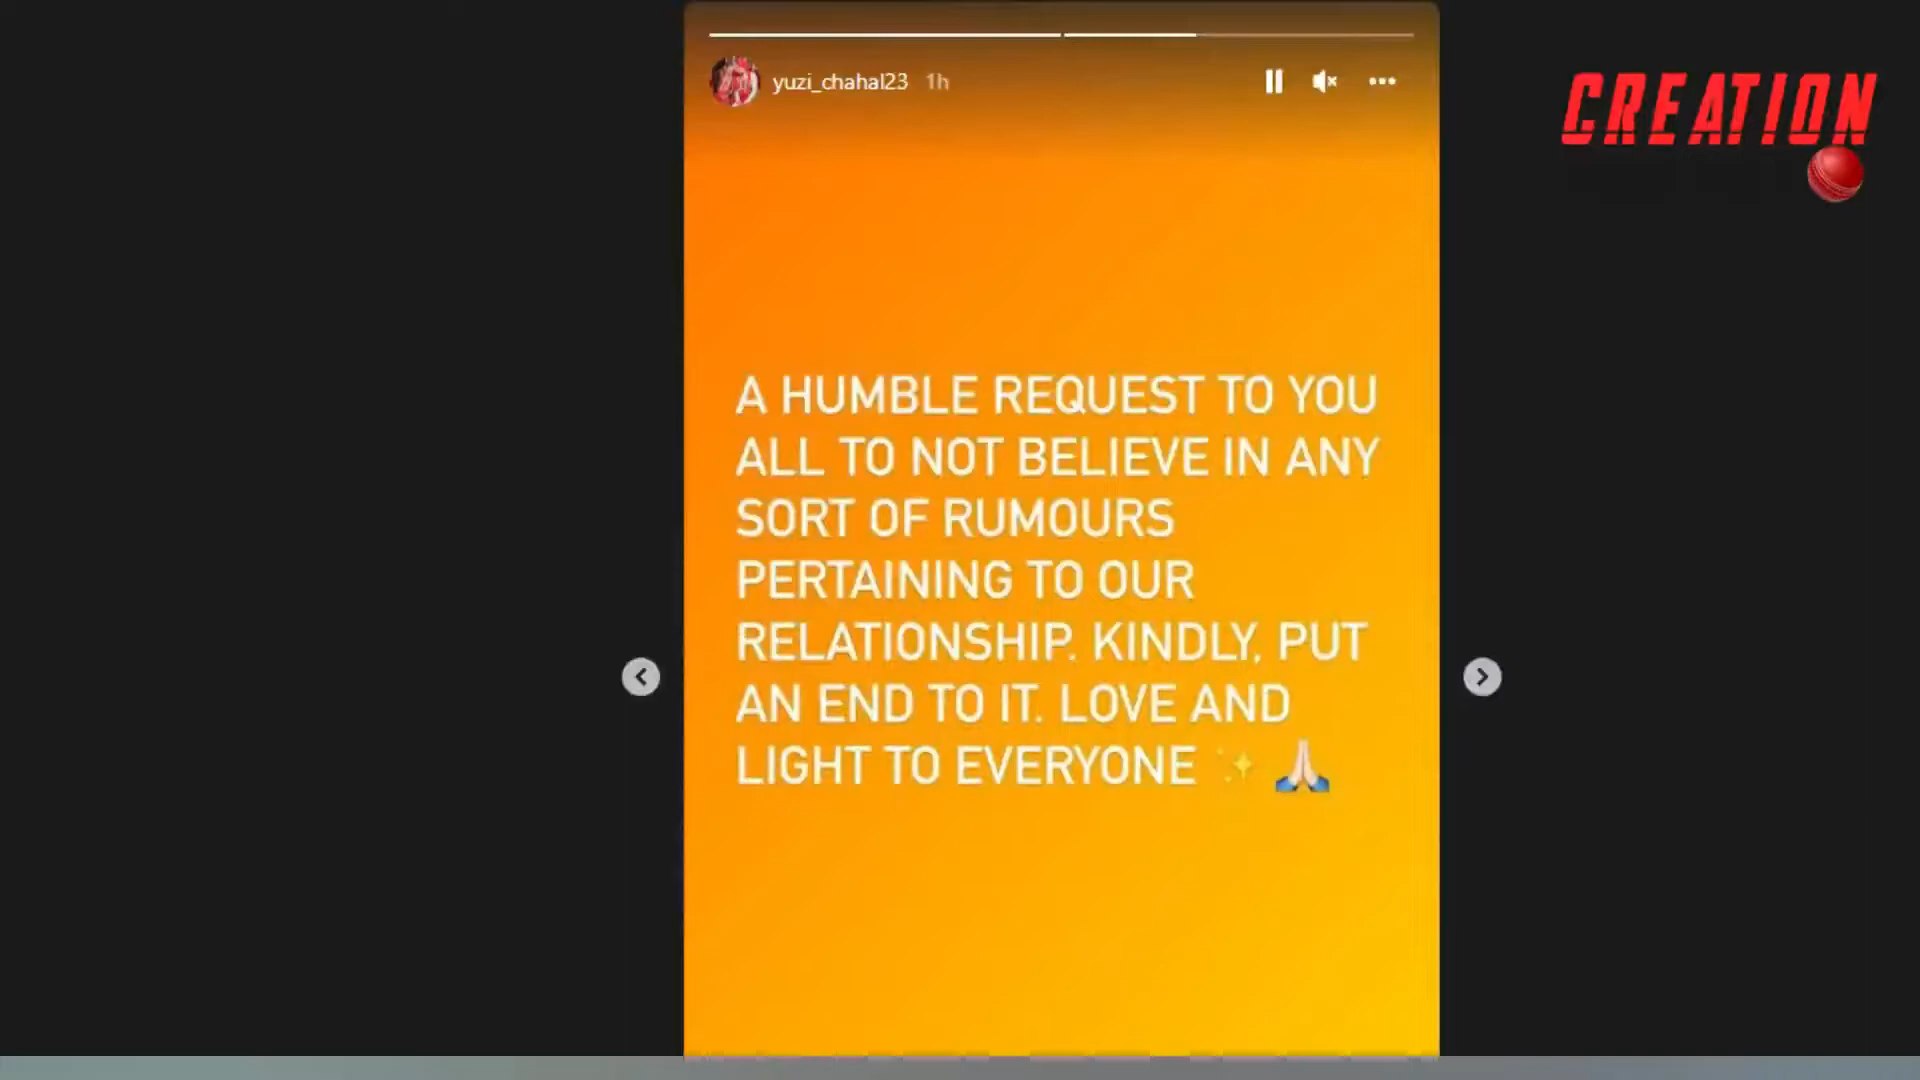 yuzi_chahal23 1h
CREATION
A HUMBLE REQUEST TO YOU
ALL TO NOT BELIEVE IN ANY
SORT OF RUMOURS
PERTAINING TO OUR
RELATIONSHIP. KINDLY, PUT
AN END TO IT. LOVE AND
LIGHT TO EVERYONE ✨ 🙏🏻